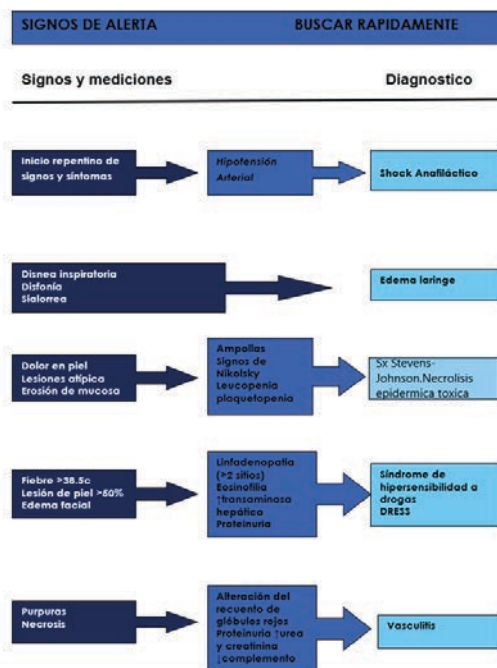 SIGNOS DE ALERTA BUSCAR RAPIDAMENTE
Signos y mediciones Diagnostico
Inicio repentino de
signos y síntomas
Hipotensión
Arterial
Shock Anafiláctico
Disnea inspiratoria
Disfonía
Sialorrea
Edema laringe
Dolor en piel
Lesiones atípica
Erosión de mucosa
Ampollas
Signos de
Nikolsky
Leucopenia
plaquetopenia
Sx Stevens-
Johnson.Necrolisis
epidermica toxica
Fiebre >38.5c
Lesión de piel >50%
Edema facial
Linfadenopatía
(>2 sitios)
Eosinofilia
↑transaminasa
hepática
Proteinuria
Síndrome de
hipersensibilidad a
drogas
DRESS
Purpuras
Necrosis
Alteración del
recuento de
glóbulos rojos
Proteinuria ↑urea
y creatinina
↓complemento
Vasculitis